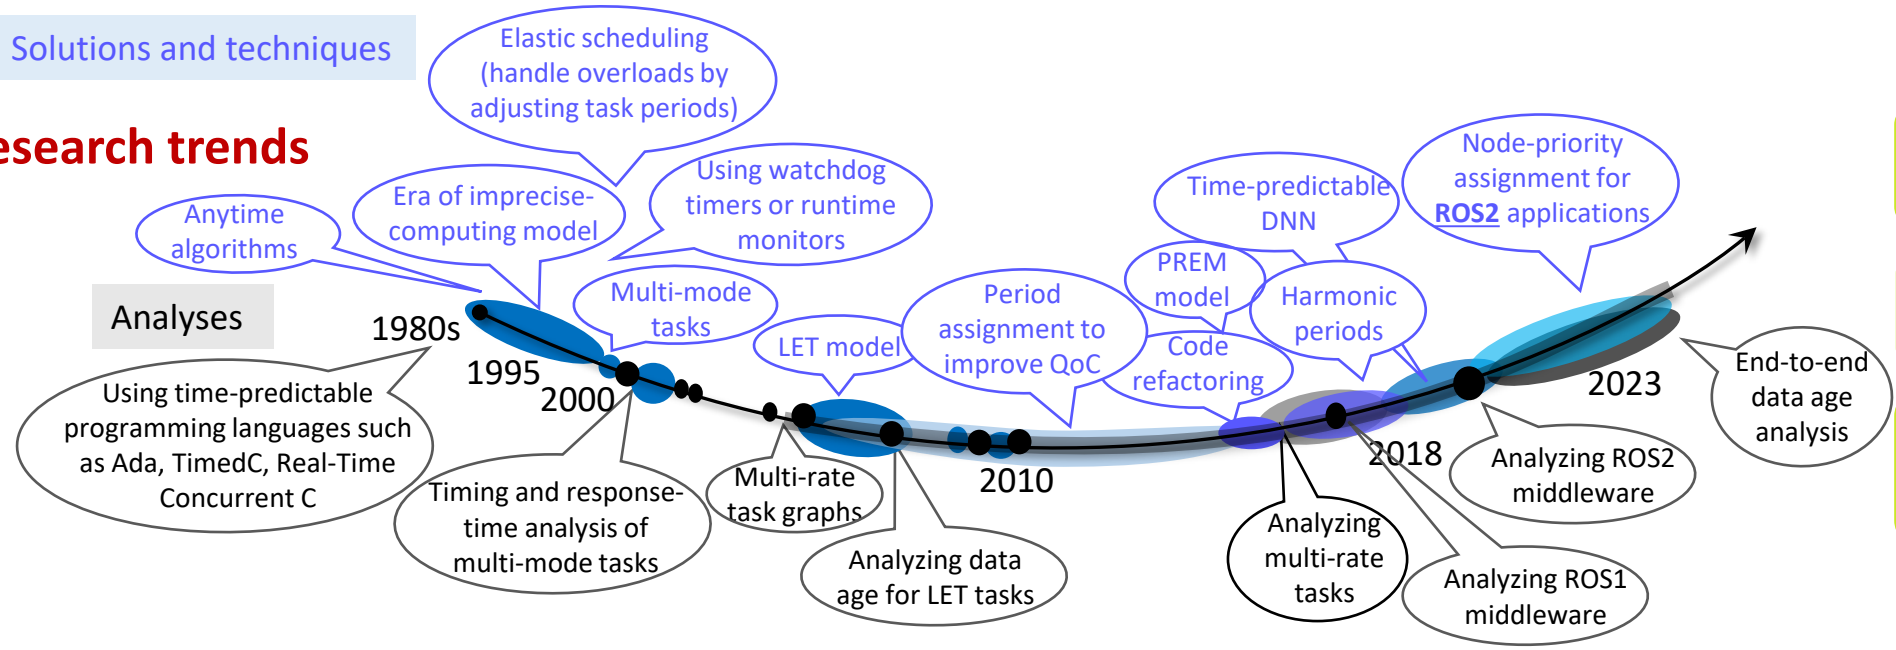 Solutions and techniques
esearch trends
Elastic scheduling
(handle overloads by
adjusting task periods)
Anytime
algorithms
Era of imprecise-
computing model
Using watchdog
timers or runtime
monitors
Multi-mode
tasks
LET model
Period
assignment to
improve QoC
PREM
model
Code
refactoring
Time-predictable
DNN
Harmonic
periods
Node-priority
assignment for
ROS2 applications
Analyses
1980s
1995
2000
2010
2018
2023
Using time-predictable
programming languages such
as Ada, TimedC, Real-Time
Concurrent C
Timing and response-
time analysis of
multi-mode tasks
Multi-rate
task graphs
Analyzing data
age for LET tasks
Analyzing
multi-rate
tasks
Analyzing ROS1
middleware
Analyzing ROS2
middleware
End-to-end
data age
analysis